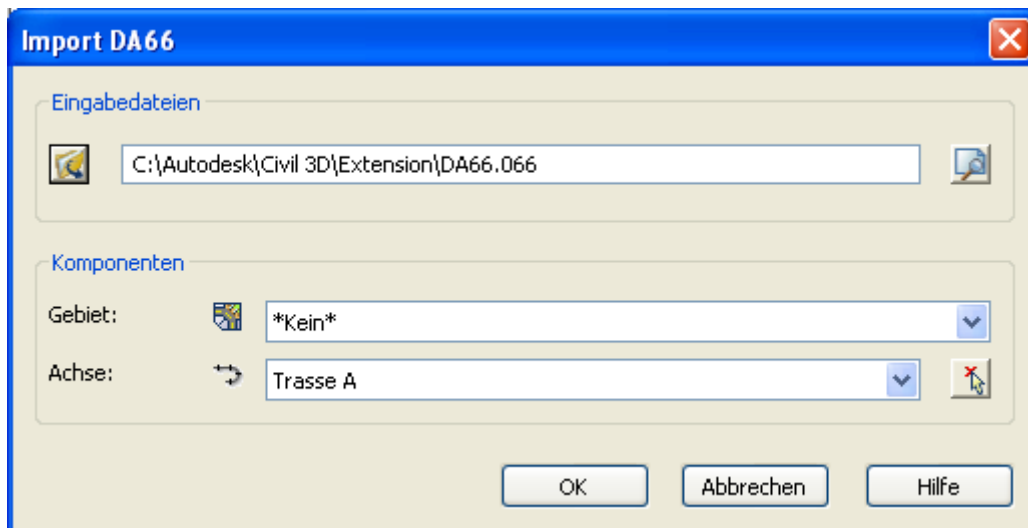 Import DA66
Eingabedateien
C:\Autodesk\Civil 3D\Extension\DA66.066
Komponenten
Gebiet: *Kein*
Achse: Trasse A
OK Abbrechen Hilfe